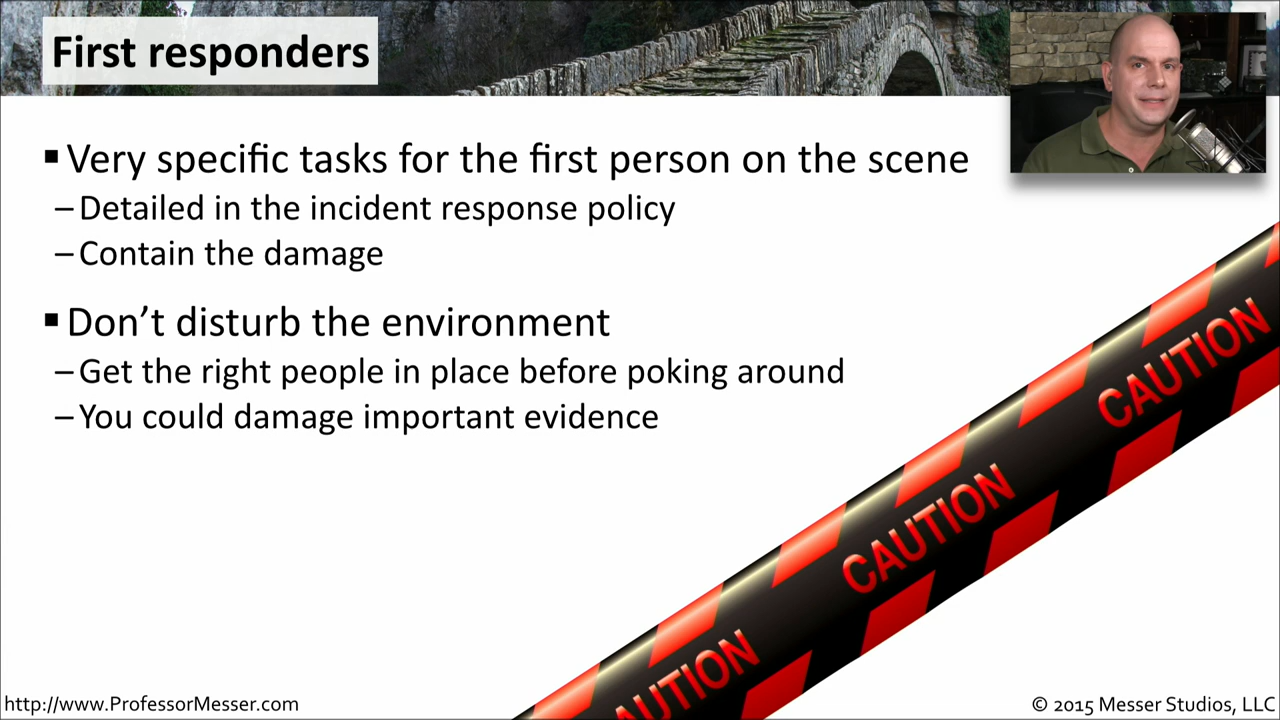 First responders
▪ Very specific tasks for the first person on the scene
– Detailed in the incident response policy
– Contain the damage
▪ Don’t disturb the environment
– Get the right people in place before poking around
– You could damage important evidence
CAUTION
CAUTION
AUTION
http://www.ProfessorMesser.com
© 2015 Messer Studios, LLC